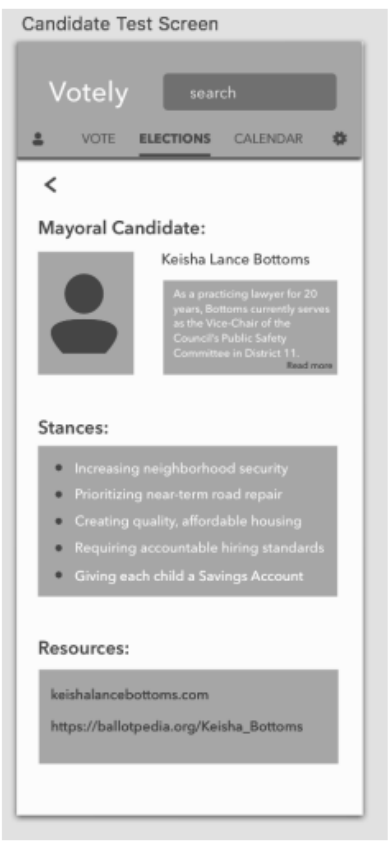 Candidate Test Screen
Votely
search
VOTE ELECTIONS CALENDAR
<
Mayoral Candidate:
Keisha Lance Bottoms
As a practicing lawyer for 20
years, Bottoms currently serves
as the Vice-Chair of the
Council's Public Safety
Committee in District 11.
Read more
Stances:
• Increasing neighborhood security
• Prioritizing near-term road repair
• Creating quality, affordable housing
• Requiring accountable hiring standards
• Giving each child a Savings Account
Resources:
keishalancebottoms.com
https://ballotpedia.org/Keisha_Bottoms